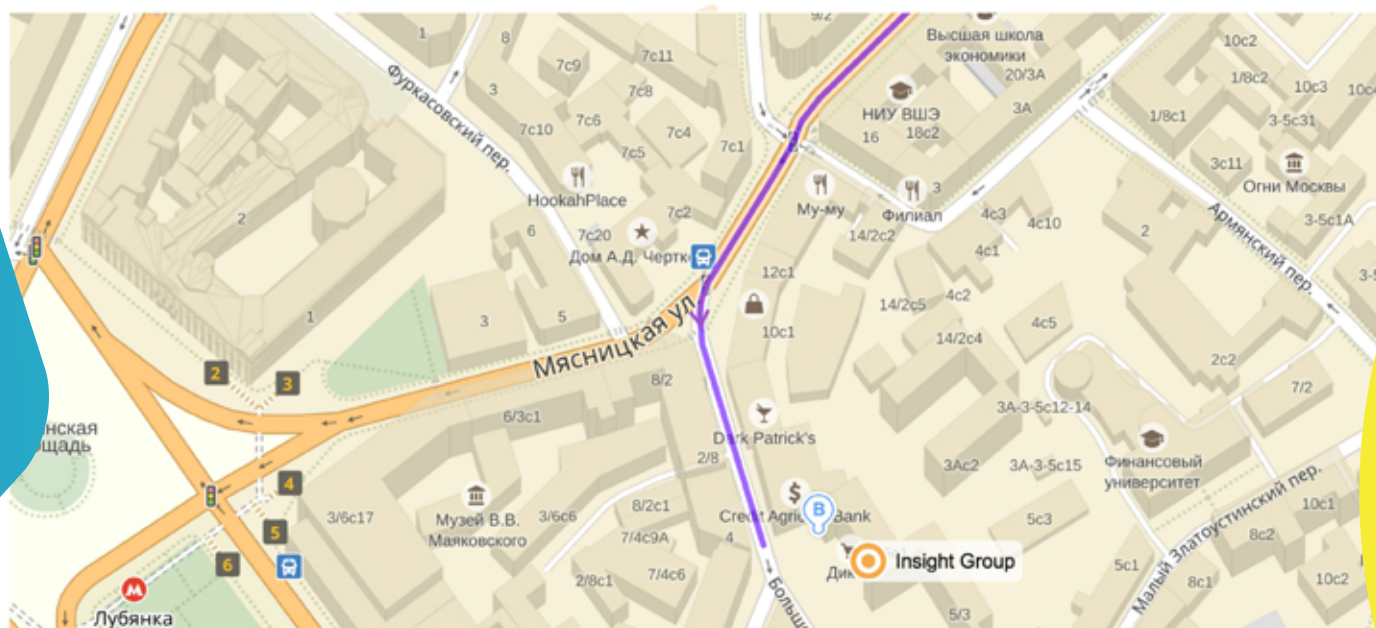 9/2
Высшая школа
экономики
20/3А
10с2
1/8с2
10с3
1
8
7с9
7с11
3
7с8
Фуркасовский пер.
7с10
7с6
7с4
7с5
7с1
НИУ ВШЭ
16
18с2
3А
1/8с1
3-5с31
3с11
Огни Москвы
3-5с1А
HookahPlace
Му-му
Филиал
3
2
6
7с20
7с2
Дом А.Д.
14/2с2
4с3
4с10
4с1
2
Армянский пер.
12с1
14/2с5
4с2
4с5
14/2с4
10с1
1
3
5
Мясницкая ул
2
3
8/2
6/3с1
2с2
7/2
3А-3-5с12-14
Dark Patrick's
2/8
3Ас2
3А-3-5с15
Финансовый
университет
4
5
6
3/6с17
Музей В.В.
Маяковского
3/6с6
8/2с1
7/4с9А
7/4с6
2/8с1
4
Bank
B
5с3
Insight Group
5/3
5с1
8с1
Малый Златоустинский пер.
10с1
8с2
10с2
М
Лубянка